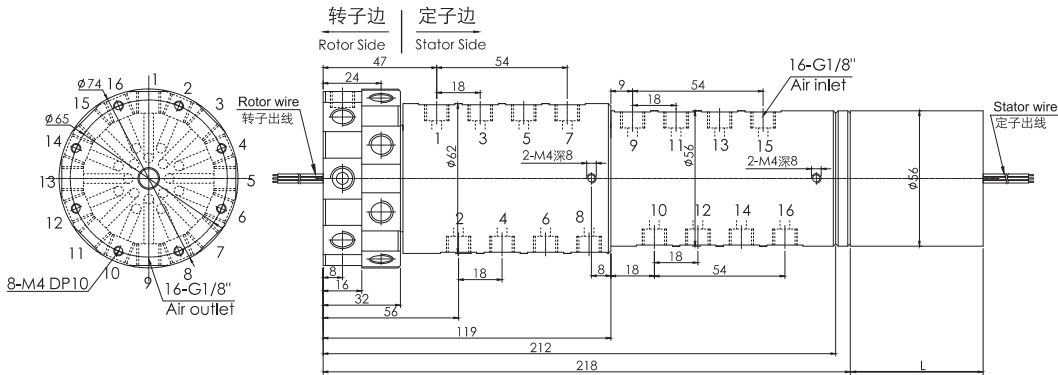 转子边
定子边
Rotor Side
Stator Side
47
54
24
18
9
54
18
16-G1/8"
Air inlet
Φ74
16
1
2
15
3
Φ65
14
4
13
5
12
6
11
7
10
9
8
8-M4 DP10
16-G1/8"
Air outlet
Rotor wire
转子出线
Stator wire
定子出线
1
3
5
7
9
11
13
15
Φ62
2-M4深8
Φ56
2-M4深8
Φ56
2
4
6
8
10
12
14
16
8
18
8
18
18
54
16
32
56
119
212
218
L